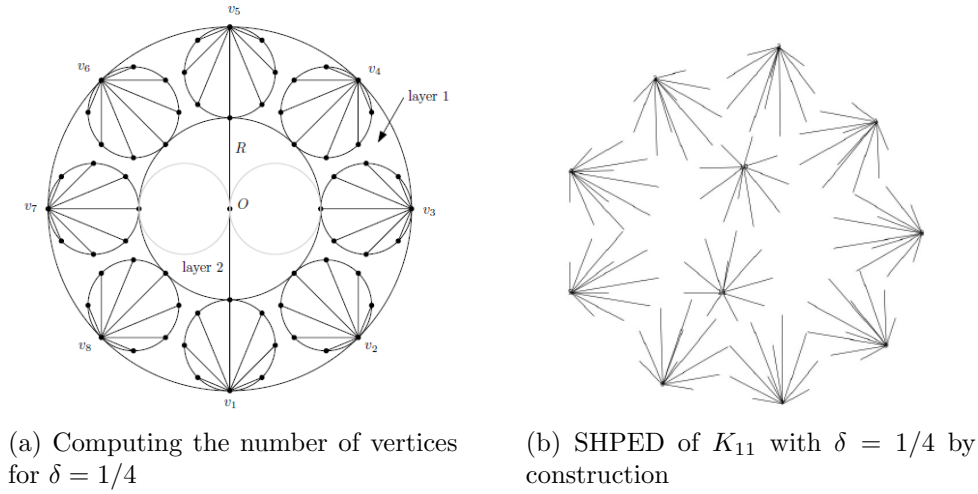 v5
v6
v4
layer 1
R
v7
O
v3
layer 2
v8
v2
v1
(a) Computing the number of vertices
for δ = 1/4
(b) SHPED of K11 with δ = 1/4 by
construction